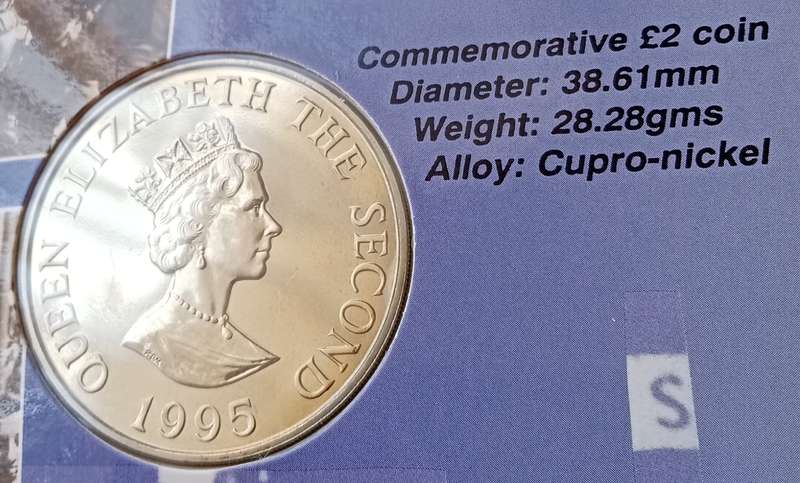 Commemorative £2 coin
Diameter: 38.61mm
Weight: 28.28gms
Alloy: Cupro-nickel
QUEEN ELIZABETH THE SECOND
1995
S